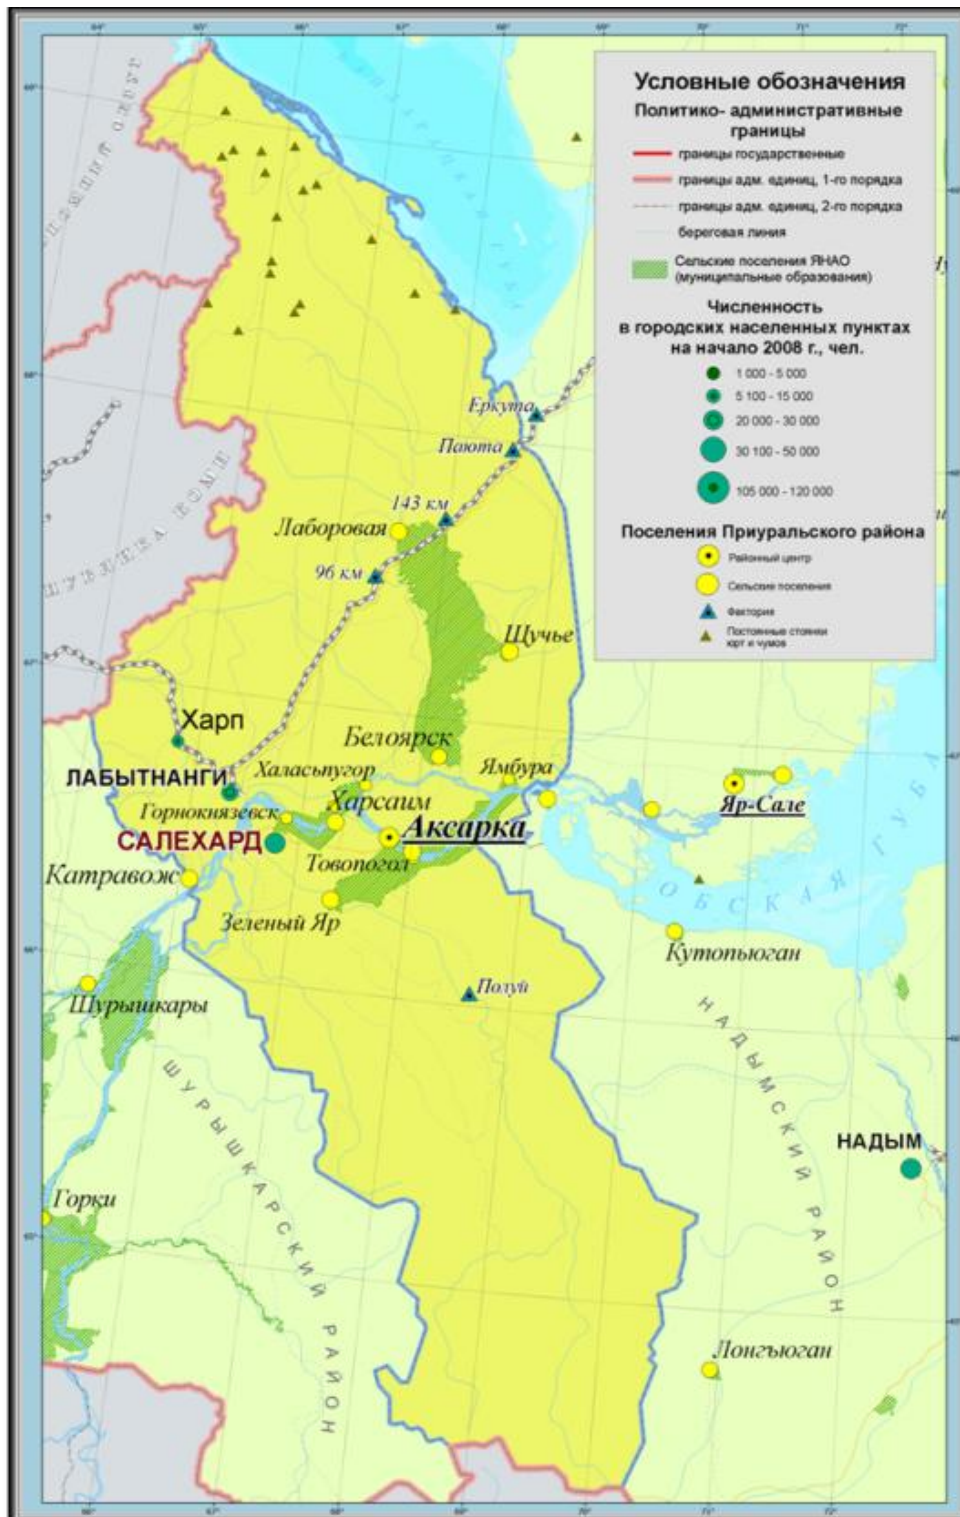 Условные обозначения
Политико- административные
границы
границы государственные
границы адм. единиц, 1-го порядка
границы адм. единиц, 2-го порядка
береговая линия
Сельские поселения ЯНАО
(муниципальные образования)
Численность
в городских населенных пунктах
на начало 2008 г., чел.
1 000 - 5 000
5 100 - 15 000
20 000 - 30 000
30 100 - 50 000
105 000 - 120 000
Поселения Приуральского района
Районный центр
Сельские поселения
Фактория
Постоянные стоянки
юрт и чумов
Еркута
Паюта
143 км
Лаборовая
96 км
Щучье
Харп
Белоярск
Ямбура
ЛАБЫТНАНГИ
Халасьпугор
Яр-Сале
Горнокнязевск
Харсаим
Аксарка
САЛЕХАРД
Товопогол
Катравож
ОБСКАЯ ГУБА
Зеленый Яр
Кутопьюган
Полуй
Шурышкары
НАДЫМСКИЙ РАЙОН
ШУРЫШКАРСКИЙ РАЙОН
НАДЫМ
Горки
Лонгъюган